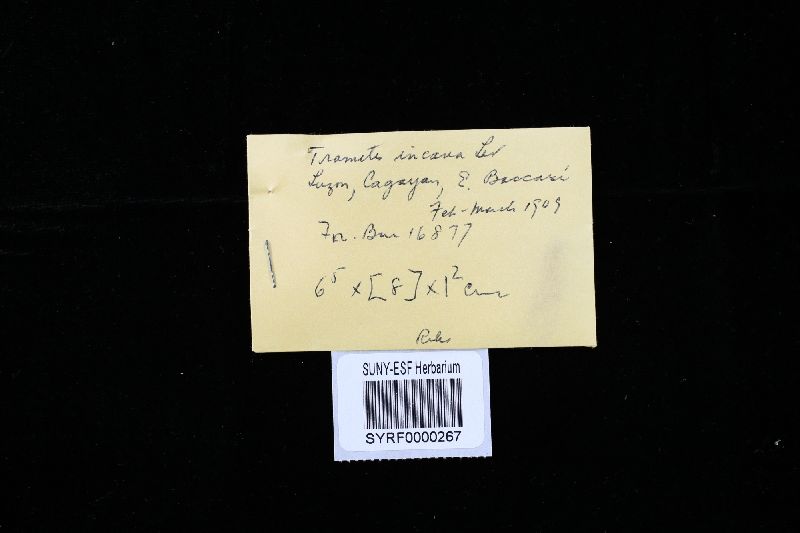 Trametes incana Lév
Luzon, Cagayan, E. Baccari
Feb-March 1909
For. Bur 16877
6⁵ x [8] x 1² cm
SUNY-ESF Herbarium
SYRF0000267